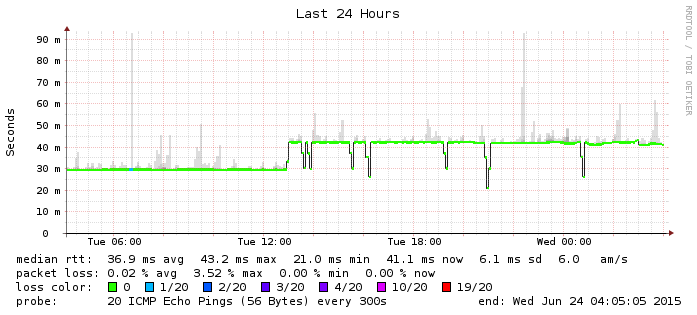 Last 24 Hours
RRDTOOL / TOBI OETIKER
Seconds
90 m
80 m
70 m
60 m
50 m
40 m
30 m
20 m
10 m
0
Tue 06:00 Tue 12:00 Tue 18:00 Wed 00:00
median rtt: 36.9 ms avg 43.2 ms max 21.0 ms min 41.1 ms now 6.1 ms sd 6.0 am/s
packet loss: 0.02 % avg 3.52 % max 0.00 % min 0.00 % now
loss color: 0 1/20 2/20 3/20 4/20 10/20 19/20
probe: 20 ICMP Echo Pings (56 Bytes) every 300s end: Wed Jun 24 04:05:05 2015